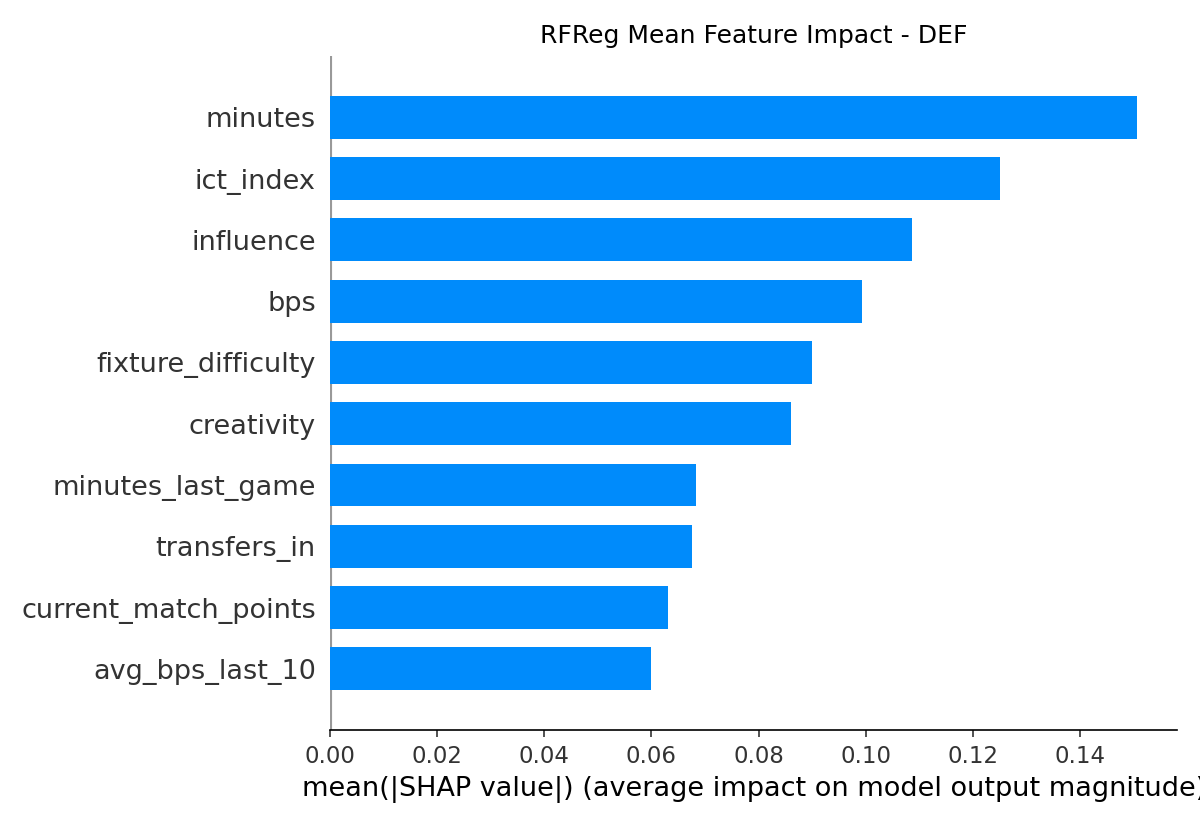 RFReg Mean Feature Impact - DEF
minutes
ict_index
influence
bps
fixture_difficulty
creativity
minutes_last_game
transfers_in
current_match_points
avg_bps_last_10
0.00 0.02 0.04 0.06 0.08 0.10 0.12 0.14
mean(|SHAP value|) (average impact on model output magnitude)